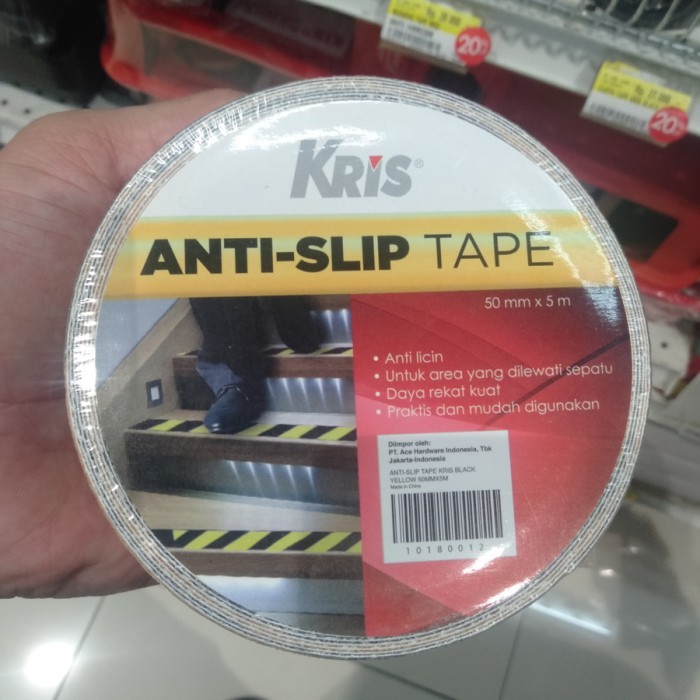 20%
20%
KRIS®
ANTI-SLIP TAPE
50 mm x 5 m
• Anti licin
• Untuk area yang dilewati sepatu
• Daya rekat kuat
• Praktis dan mudah digunakan
Diimpor oleh:
PT. Ace Hardware Indonesia, Tbk
Jakarta-Indonesia
ANTI-SLIP TAPE KRIS BLACK
YELLOW 50MMX5M
Made in China
10180012